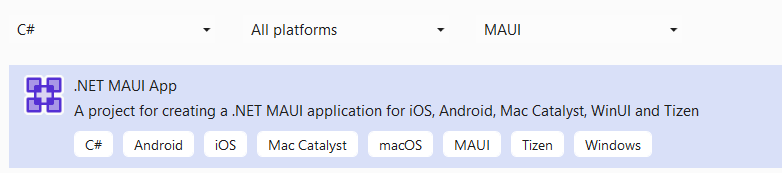 C# All platforms MAUI
.NET MAUI App
A project for creating a .NET MAUI application for iOS, Android, Mac Catalyst, WinUI and Tizen
C# Android iOS Mac Catalyst macOS MAUI Tizen Windows